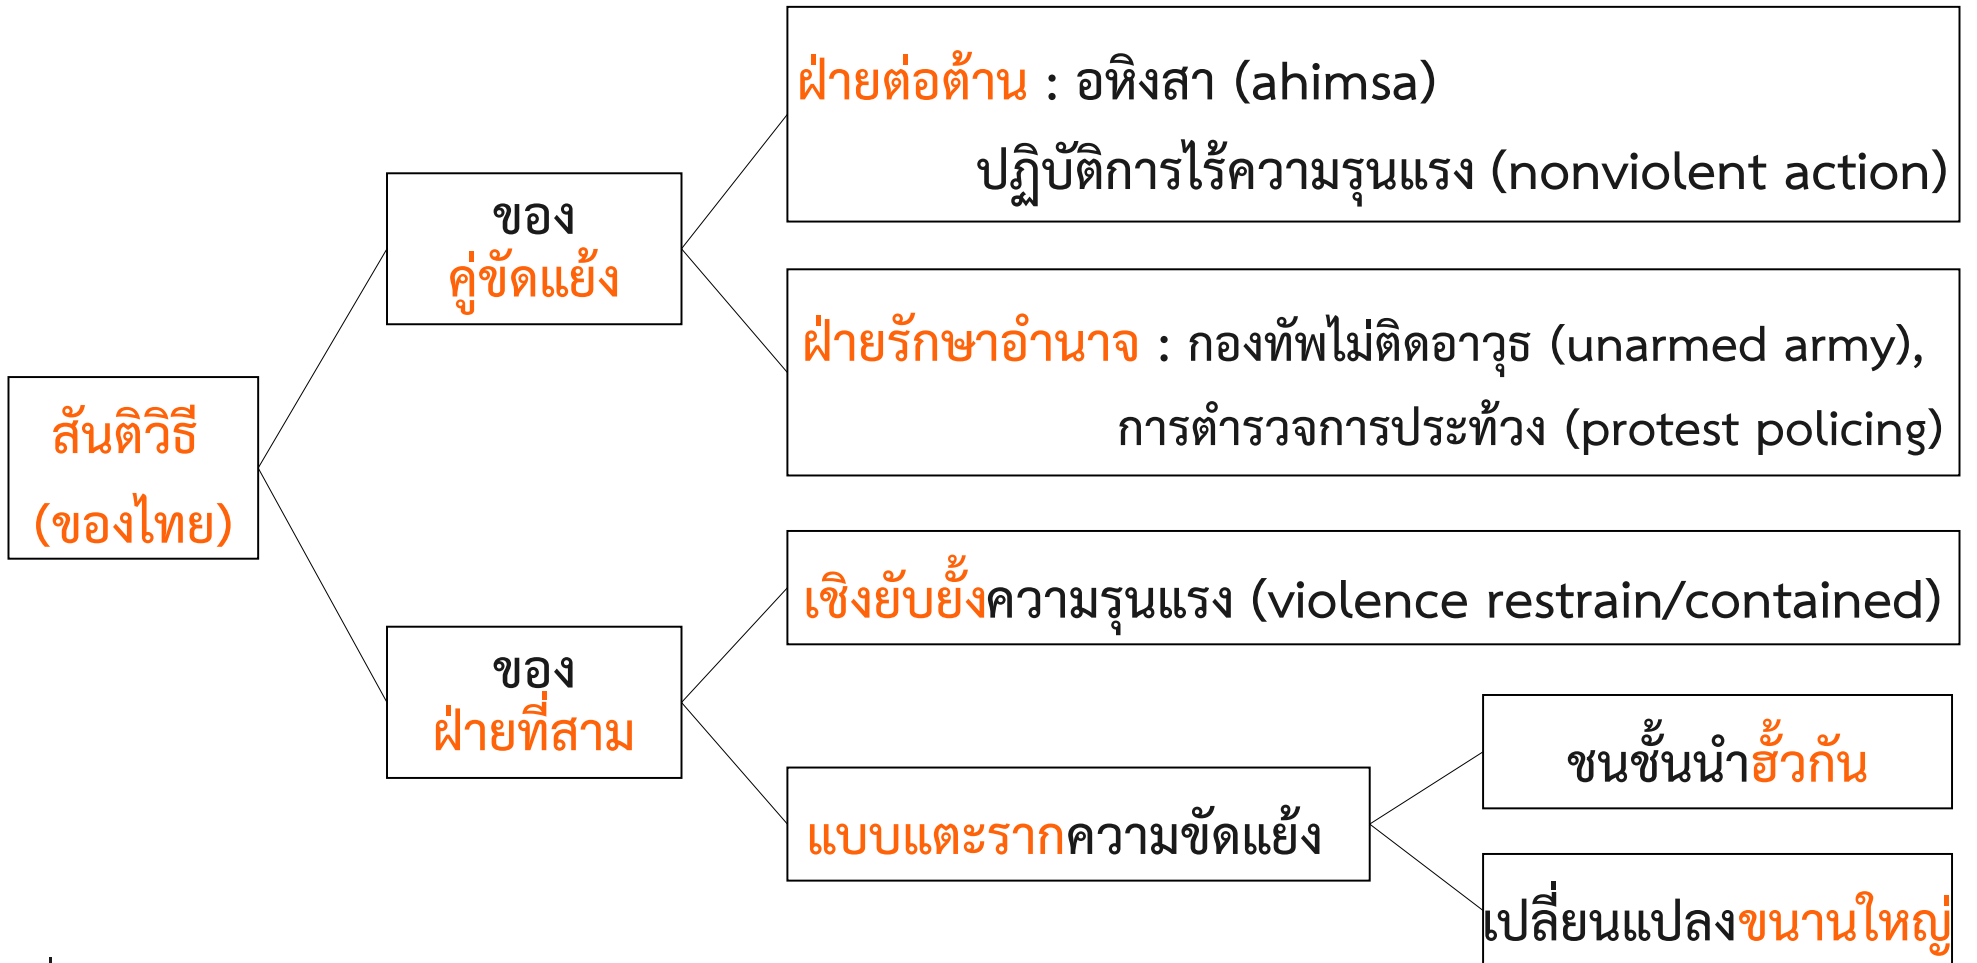 ฝ่ายต่อต้าน : อหิงสา (ahimsa)
ปฏิบัติการไร้ความรุนแรง (nonviolent action)
ของ
คู่ขัดแย้ง
ฝ่ายรักษาอำนาจ : กองทัพไม่ติดอาวุธ (unarmed army),
การตำรวจการประท้วง (protest policing)
สันติวิธี
(ของไทย)
เชิงยับยั้งความรุนแรง (violence restrain/contained)
ของ
ฝ่ายที่สาม
แบบแตะรากความขัดแย้ง
ชนชั้นนำฮั้วกัน
เปลี่ยนแปลงขนานใหญ่